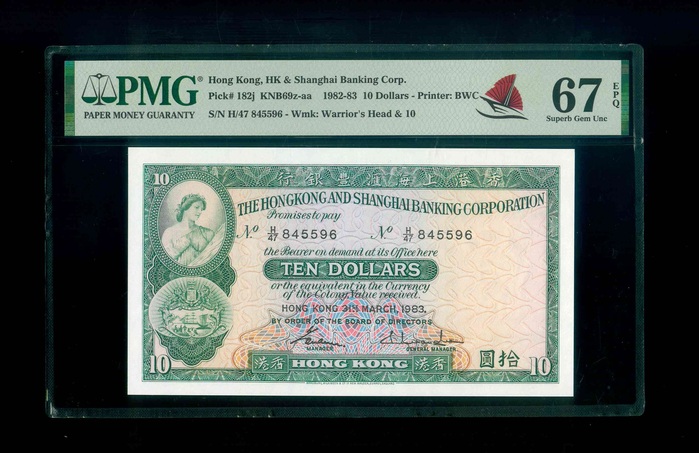 PMG®
PAPER MONEY GUARANTY
Hong Kong, HK & Shanghai Banking Corp.
Pick# 182j KNB69z-aa 1982-83 10 Dollars - Printer: BWC
S/N H/47 845596 - Wmk: Warrior's Head & 10
67 EPQ
Superb Gem Unc
10
行銀豐滙海上港香
THE HONGKONG AND SHANGHAI BANKING CORPORATION
Promises to pay
No H/47 845596 No H/47 845596
the Bearer on demand at its Office here
TEN DOLLARS
or the equivalent in the Currency
of the Colony Value received.
HONG KONG 31ST MARCH, 1983.
BY ORDER OF THE BOARD OF DIRECTORS
MANAGER GENERAL MANAGER
10 港香 HONG KONG 港香 圓拾 10